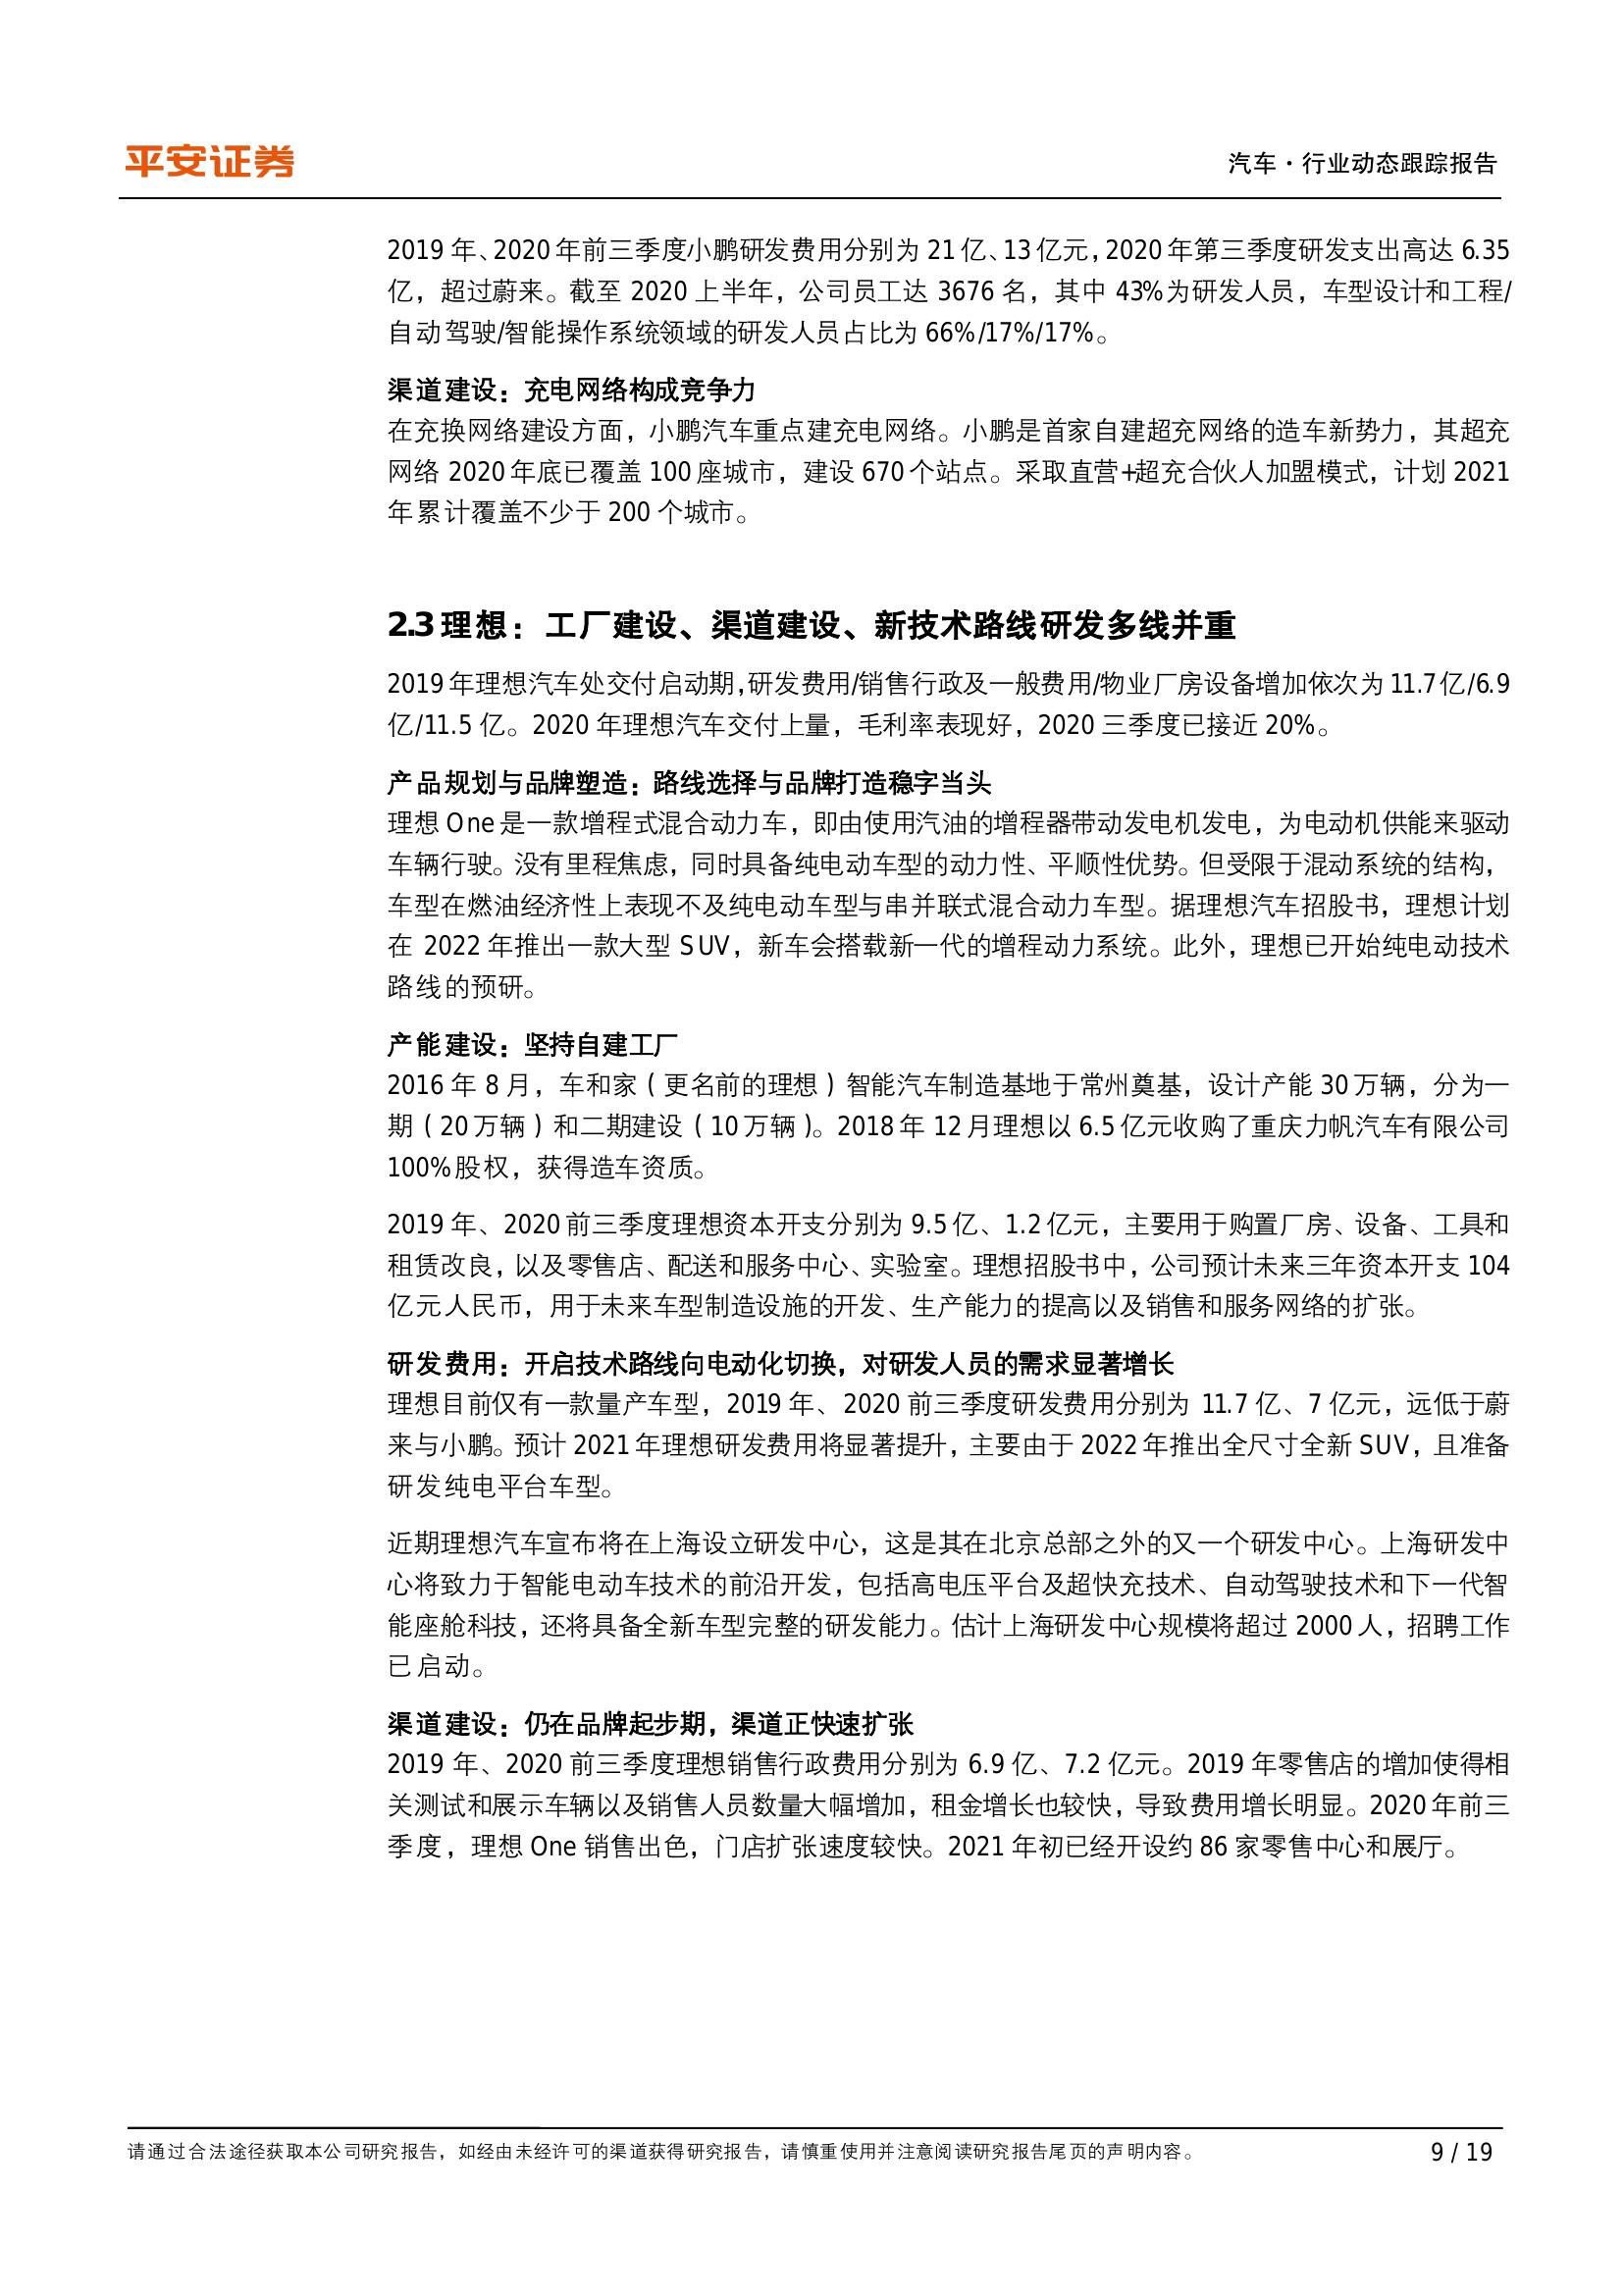 平安证券
汽车·行业动态跟踪报告
2019 年、2020 年前三季度小鹏研发费用分别为 21 亿、13 亿元，2020 年第三季度研发支出高达 6.35
亿，超过蔚来。截至 2020 上半年，公司员工达 3676 名，其中 43%为研发人员，车型设计和工程/
自动驾驶/智能操作系统领域的研发人员占比为 66%/17%/17%。
渠道建设：充电网络构成竞争力
在充换网络建设方面，小鹏汽车重点建充电网络。小鹏是首家自建超充网络的造车新势力，其超充
网络 2020 年底已覆盖 100 座城市，建设 670 个站点。采取直营+超充合伙人加盟模式，计划 2021
年累计覆盖不少于 200 个城市。
2.3 理想：工厂建设、渠道建设、新技术路线研发多线并重
2019 年理想汽车处交付启动期，研发费用/销售行政及一般费用/物业厂房设备增加依次为 11.7 亿/6.9
亿/11.5 亿。2020 年理想汽车交付上量，毛利率表现好，2020 三季度已接近 20%。
产品规划与品牌塑造：路线选择与品牌打造稳字当头
理想 One 是一款增程式混合动力车，即由使用汽油的增程器带动发电机发电，为电动机供能来驱动
车辆行驶。没有里程焦虑，同时具备纯电动车型的动力性、平顺性优势。但受限于混动系统的结构，
车型在燃油经济性上表现不及纯电动车型与串并联式混合动力车型。据理想汽车招股书，理想计划
在 2022 年推出一款大型 SUV，新车会搭载新一代的增程动力系统。此外，理想已开始纯电动技术
路线的预研。
产能建设：坚持自建工厂
2016 年 8 月，车和家（更名前的理想）智能汽车制造基地于常州奠基，设计产能 30 万辆，分为一
期（20 万辆）和二期建设（10 万辆）。2018 年 12 月理想以 6.5 亿元收购了重庆力帆汽车有限公司
100%股权，获得造车资质。
2019 年、2020 前三季度理想资本开支分别为 9.5 亿、1.2 亿元，主要用于购置厂房、设备、工具和
租赁改良，以及零售店、配送和服务中心、实验室。理想招股书中，公司预计未来三年资本开支 104
亿元人民币，用于未来车型制造设施的开发、生产能力的提高以及销售和服务网络的扩张。
研发费用：开启技术路线向电动化切换，对研发人员的需求显著增长
理想目前仅有一款量产车型，2019 年、2020 前三季度研发费用分别为 11.7 亿、7 亿元，远低于蔚
来与小鹏。预计 2021 年理想研发费用将显著提升，主要由于 2022 年推出全尺寸全新 SUV，且准备
研发纯电平台车型。
近期理想汽车宣布将在上海设立研发中心，这是其在北京总部之外的又一个研发中心。上海研发中
心将致力于智能电动车技术的前沿开发，包括高电压平台及超快充技术、自动驾驶技术和下一代智
能座舱科技，还将具备全新车型完整的研发能力。估计上海研发中心规模将超过 2000 人，招聘工作
已启动。
渠道建设：仍在品牌起步期，渠道正快速扩张
2019 年、2020 前三季度理想销售行政费用分别为 6.9 亿、7.2 亿元。2019 年零售店的增加使得相
关测试和展示车辆以及销售人员数量大幅增加，租金增长也较快，导致费用增长明显。2020 年前三
季度，理想 One 销售出色，门店扩张速度较快。2021 年初已经开设约 86 家零售中心和展厅。
请通过合法途径获取本公司研究报告，如经由未经许可的渠道获得研究报告，请慎重使用并注意阅读研究报告尾页的声明内容。
9 / 19